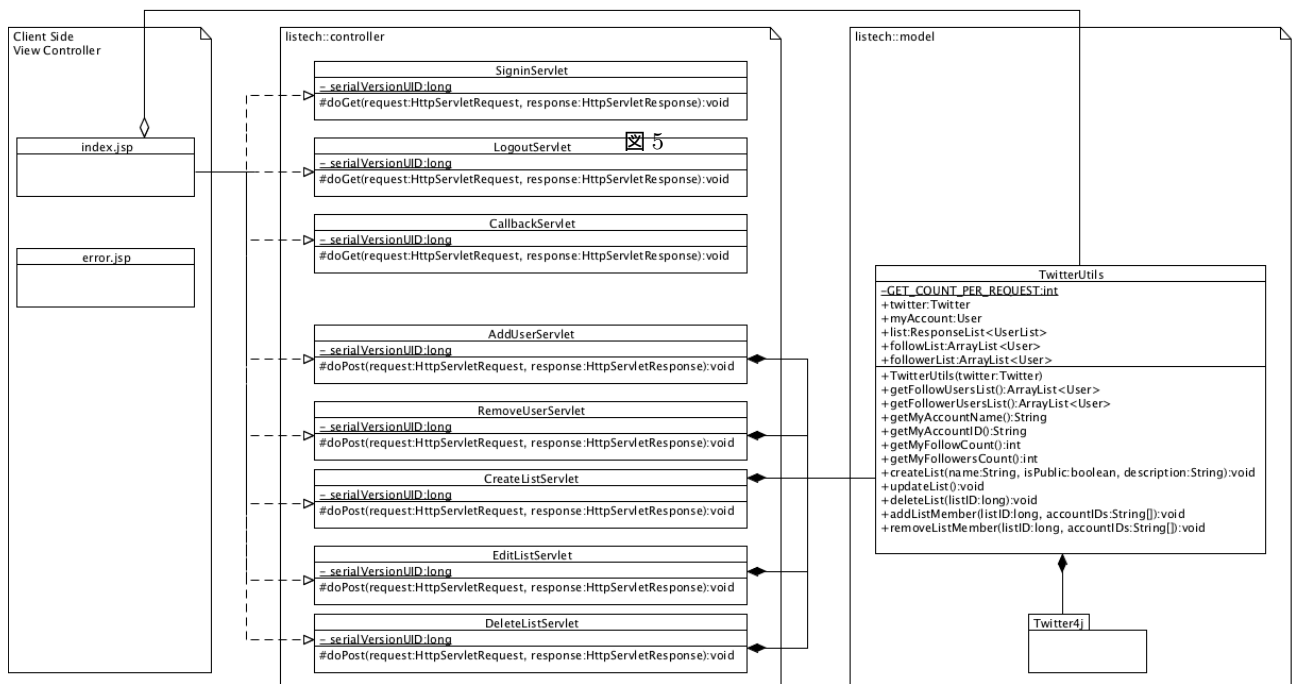 Client Side
View Controller
index.jsp
error.jsp
listech::controller
SigninServlet
- serialVersionUID:long
#doGet(request:HttpServletRequest, response:HttpServletResponse):void
図 5
LogoutServlet
- serialVersionUID:long
#doGet(request:HttpServletRequest, response:HttpServletResponse):void
CallbackServlet
- serialVersionUID:long
#doGet(request:HttpServletRequest, response:HttpServletResponse):void
AddUserServlet
- serialVersionUID:long
#doPost(request:HttpServletRequest, response:HttpServletResponse):void
RemoveUserServlet
- serialVersionUID:long
#doPost(request:HttpServletRequest, response:HttpServletResponse):void
CreateListServlet
- serialVersionUID:long
#doPost(request:HttpServletRequest, response:HttpServletResponse):void
EditListServlet
- serialVersionUID:long
#doPost(request:HttpServletRequest, response:HttpServletResponse):void
DeleteListServlet
- serialVersionUID:long
#doPost(request:HttpServletRequest, response:HttpServletResponse):void
listech::model
TwitterUtils
-GET_COUNT_PER_REQUEST:int
+twitter:Twitter
+myAccount:User
+list:ResponseList<UserList>
+followList:ArrayList<User>
+followerList:ArrayList<User>
+TwitterUtils(twitter:Twitter)
+getFollowUsersList():ArrayList<User>
+getFollowerUsersList():ArrayList<User>
+getMyAccountName():String
+getMyAccountID():String
+getMyFollowCount():int
+getMyFollowersCount():int
+createList(name:String, isPublic:boolean, description:String):void
+updateList():void
+deleteList(listID:long):void
+addListMember(listID:long, accountIDs:String[]):void
+removeListMember(listID:long, accountIDs:String[]):void
Twitter4j